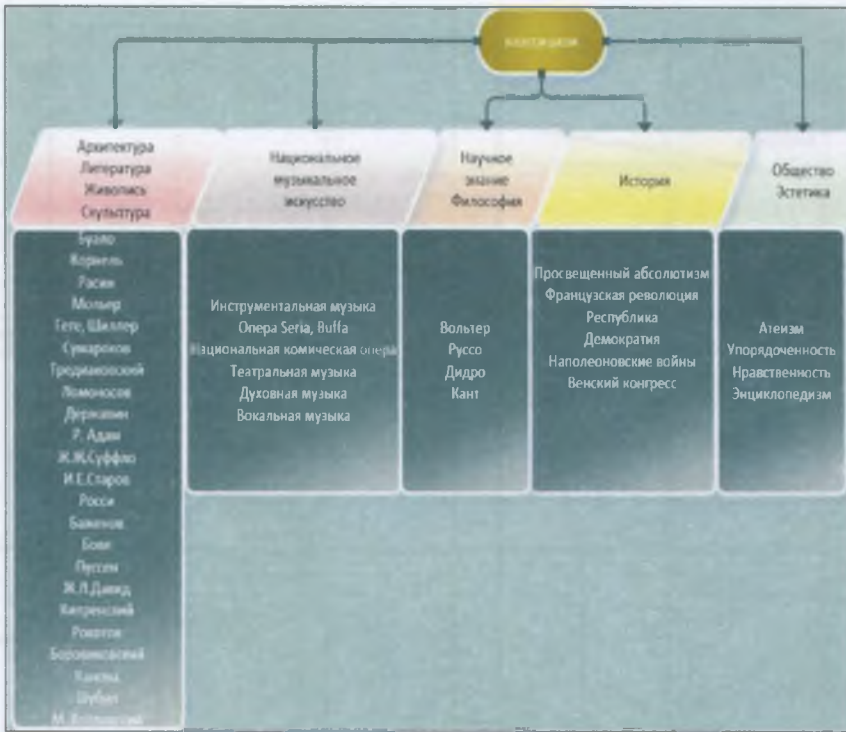 Архитектура
Литература
Живопись
Скульптура
Буало
Корнель
Расин
Мольер
Гете, Шиллер
Сумароков
Тредиаковский
Ломоносов
Державин
Р. Адам
Ж.Ж.Суффло
И.Е.Старов
Росси
Баженов
Бове
Пуссен
Ж.Л.Давид
Кипренский
Рокотов
Боровиковский
Канова
Шубин
Национальное
музыкальное
искусство
Инструментальная музыка
Опера Seria, Buffa
Национальная комическая опера
Театральная музыка
Духовная музыка
Вокальная музыка
Научное
знание
Философия
Вольтер
Руссо
Дидро
Кант
История
Просвещенный абсолютизм
Французская революция
Республика
Демократия
Наполеоновские войны
Венский конгресс
Общество
Эстетика
Атеизм
Упорядоченность
Нравственность
Энциклопедизм